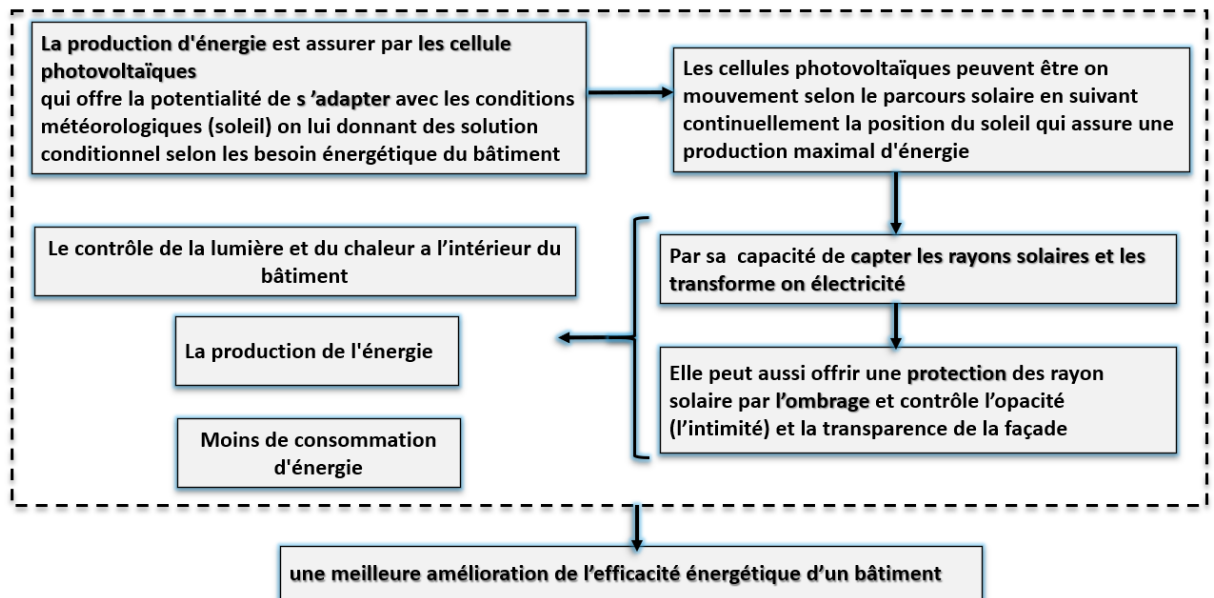 La production d'énergie est assurer par les cellule
photovoltaïques
qui offre la potentialité de s ’adapter avec les conditions
météorologiques (soleil) on lui donnant des solution
conditionnel selon les besoin énergétique du bâtiment
Les cellules photovoltaïques peuvent être on
mouvement selon le parcours solaire en suivant
continuellement la position du soleil qui assure une
production maximal d'énergie
Par sa capacité de capter les rayons solaires et les
transforme on électricité
Elle peut aussi offrir une protection des rayon
solaire par l’ombrage et contrôle l’opacité
(l’intimité) et la transparence de la façade
Le contrôle de la lumière et du chaleur a l’intérieur du
bâtiment
La production de l'énergie
Moins de consommation
d'énergie
une meilleure amélioration de l’efficacité énergétique d’un bâtiment